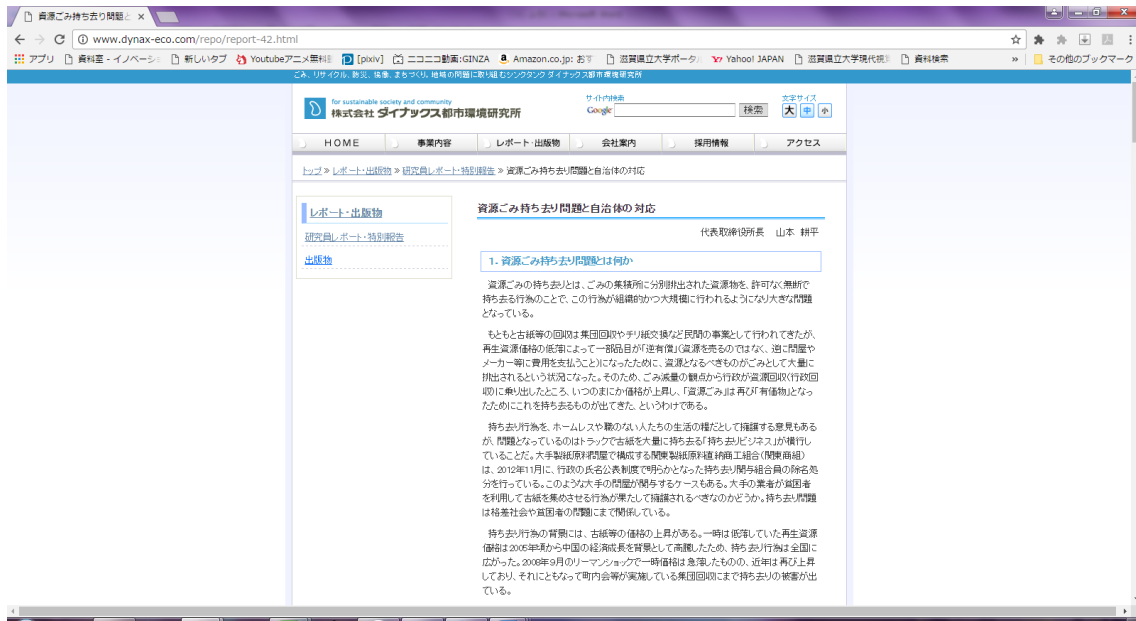 資源ごみ持ち去り問題と
www.dynax-eco.com/repo/report-42.html
アプリ 資料室 - イノベーシ 新しいタブ Youtubeアニメ無料 [pixiv] ニコニコ動画:GINZA Amazon.co.jp: おす 滋賀県立大学ポータル Yahoo! JAPAN 滋賀県立大学現代視 資料検索 » その他のブックマーク
ごみ、リサイクル、防災、協働、まちづくり。地域の問題に取り組むシンクタンク ダイナックス都市環境研究所
for sustainable society and community
株式会社 ダイナックス都市環境研究所
サイト内検索
Google 検索
文字サイズ
大 中 小
HOME 事業内容 レポート・出版物 会社案内 採用情報 アクセス
トップ » レポート・出版物 » 研究員レポート・特別報告 » 資源ごみ持ち去り問題と自治体の対応
レポート・出版物
研究員レポート・特別報告
出版物
資源ごみ持ち去り問題と自治体の対応
代表取締役所長 山本 耕平
1. 資源ごみ持ち去り問題とは何か
資源ごみの持ち去りとは、ごみの集積所に分別排出された資源物を、許可なく無断で
持ち去る行為のことで、この行為が組織的かつ大規模に行われるようになり大きな問題
となっている。
もともと古紙等の回収は集団回収やチリ紙交換など民間の事業として行われてきたが、
再生資源価格の低落によって一部品目が「逆有償」(資源を売るのではなく、逆に問屋や
メーカー等に費用を支払うこと)になったために、資源となるべきものがごみとして大量に
排出されるという状況になった。そのため、ごみ減量の観点から行政が資源回収(行政回
収)に乗り出したところ、いつのまにか価格が上昇し、「資源ごみ」は再び「有価物」となっ
たためにこれを持ち去るものが出てきた、というわけである。
持ち去り行為を、ホームレスや職のない人たちの生活の糧だとして擁護する意見もある
が、問題となっているのはトラックで古紙を大量に持ち去る「持ち去りビジネス」が横行し
ていることだ。大手製紙原料問屋で構成する関東製紙原料直納商工組合(関東商組)
は、2012年11月に、行政の氏名公表制度で明らかとなった持ち去り関与組合員の除名処
分を行っている。このような大手の問屋が関与するケースもある。大手の業者が貧困者
を利用して古紙を集めさせる行為が果たして擁護されるべきなのかどうか。持ち去り問題
は格差社会や貧困者の問題にまで関係している。
持ち去り行為の背景には、古紙等の価格の上昇がある。一時は低落していた再生資源
価格は2005年頃から中国の経済成長を背景として高騰したため、持ち去り行為は全国に
広がった。2008年9月のリーマンショックで一時価格は急落したものの、近年は再び上昇
しており、それにともなって町内会等が実施している集団回収にまで持ち去りの被害が出
ている。